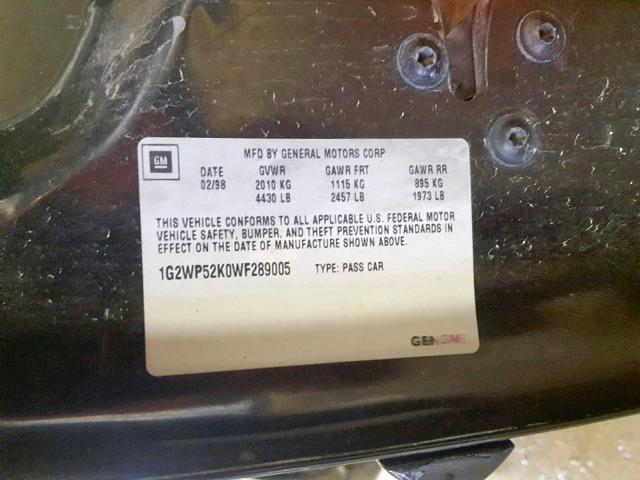 GM
MFD BY GENERAL MOTORS CORP
DATE GVWR GAWR FRT GAWR RR
02/98 2010 KG 1115 KG 895 KG
4430 LB 2457 LB 1973 LB
THIS VEHICLE CONFORMS TO ALL APPLICABLE U.S. FEDERAL MOTOR
VEHICLE SAFETY, BUMPER, AND THEFT PREVENTION STANDARDS IN
EFFECT ON THE DATE OF MANUFACTURE SHOWN ABOVE.
1G2WP52K0WF289005 TYPE: PASS CAR